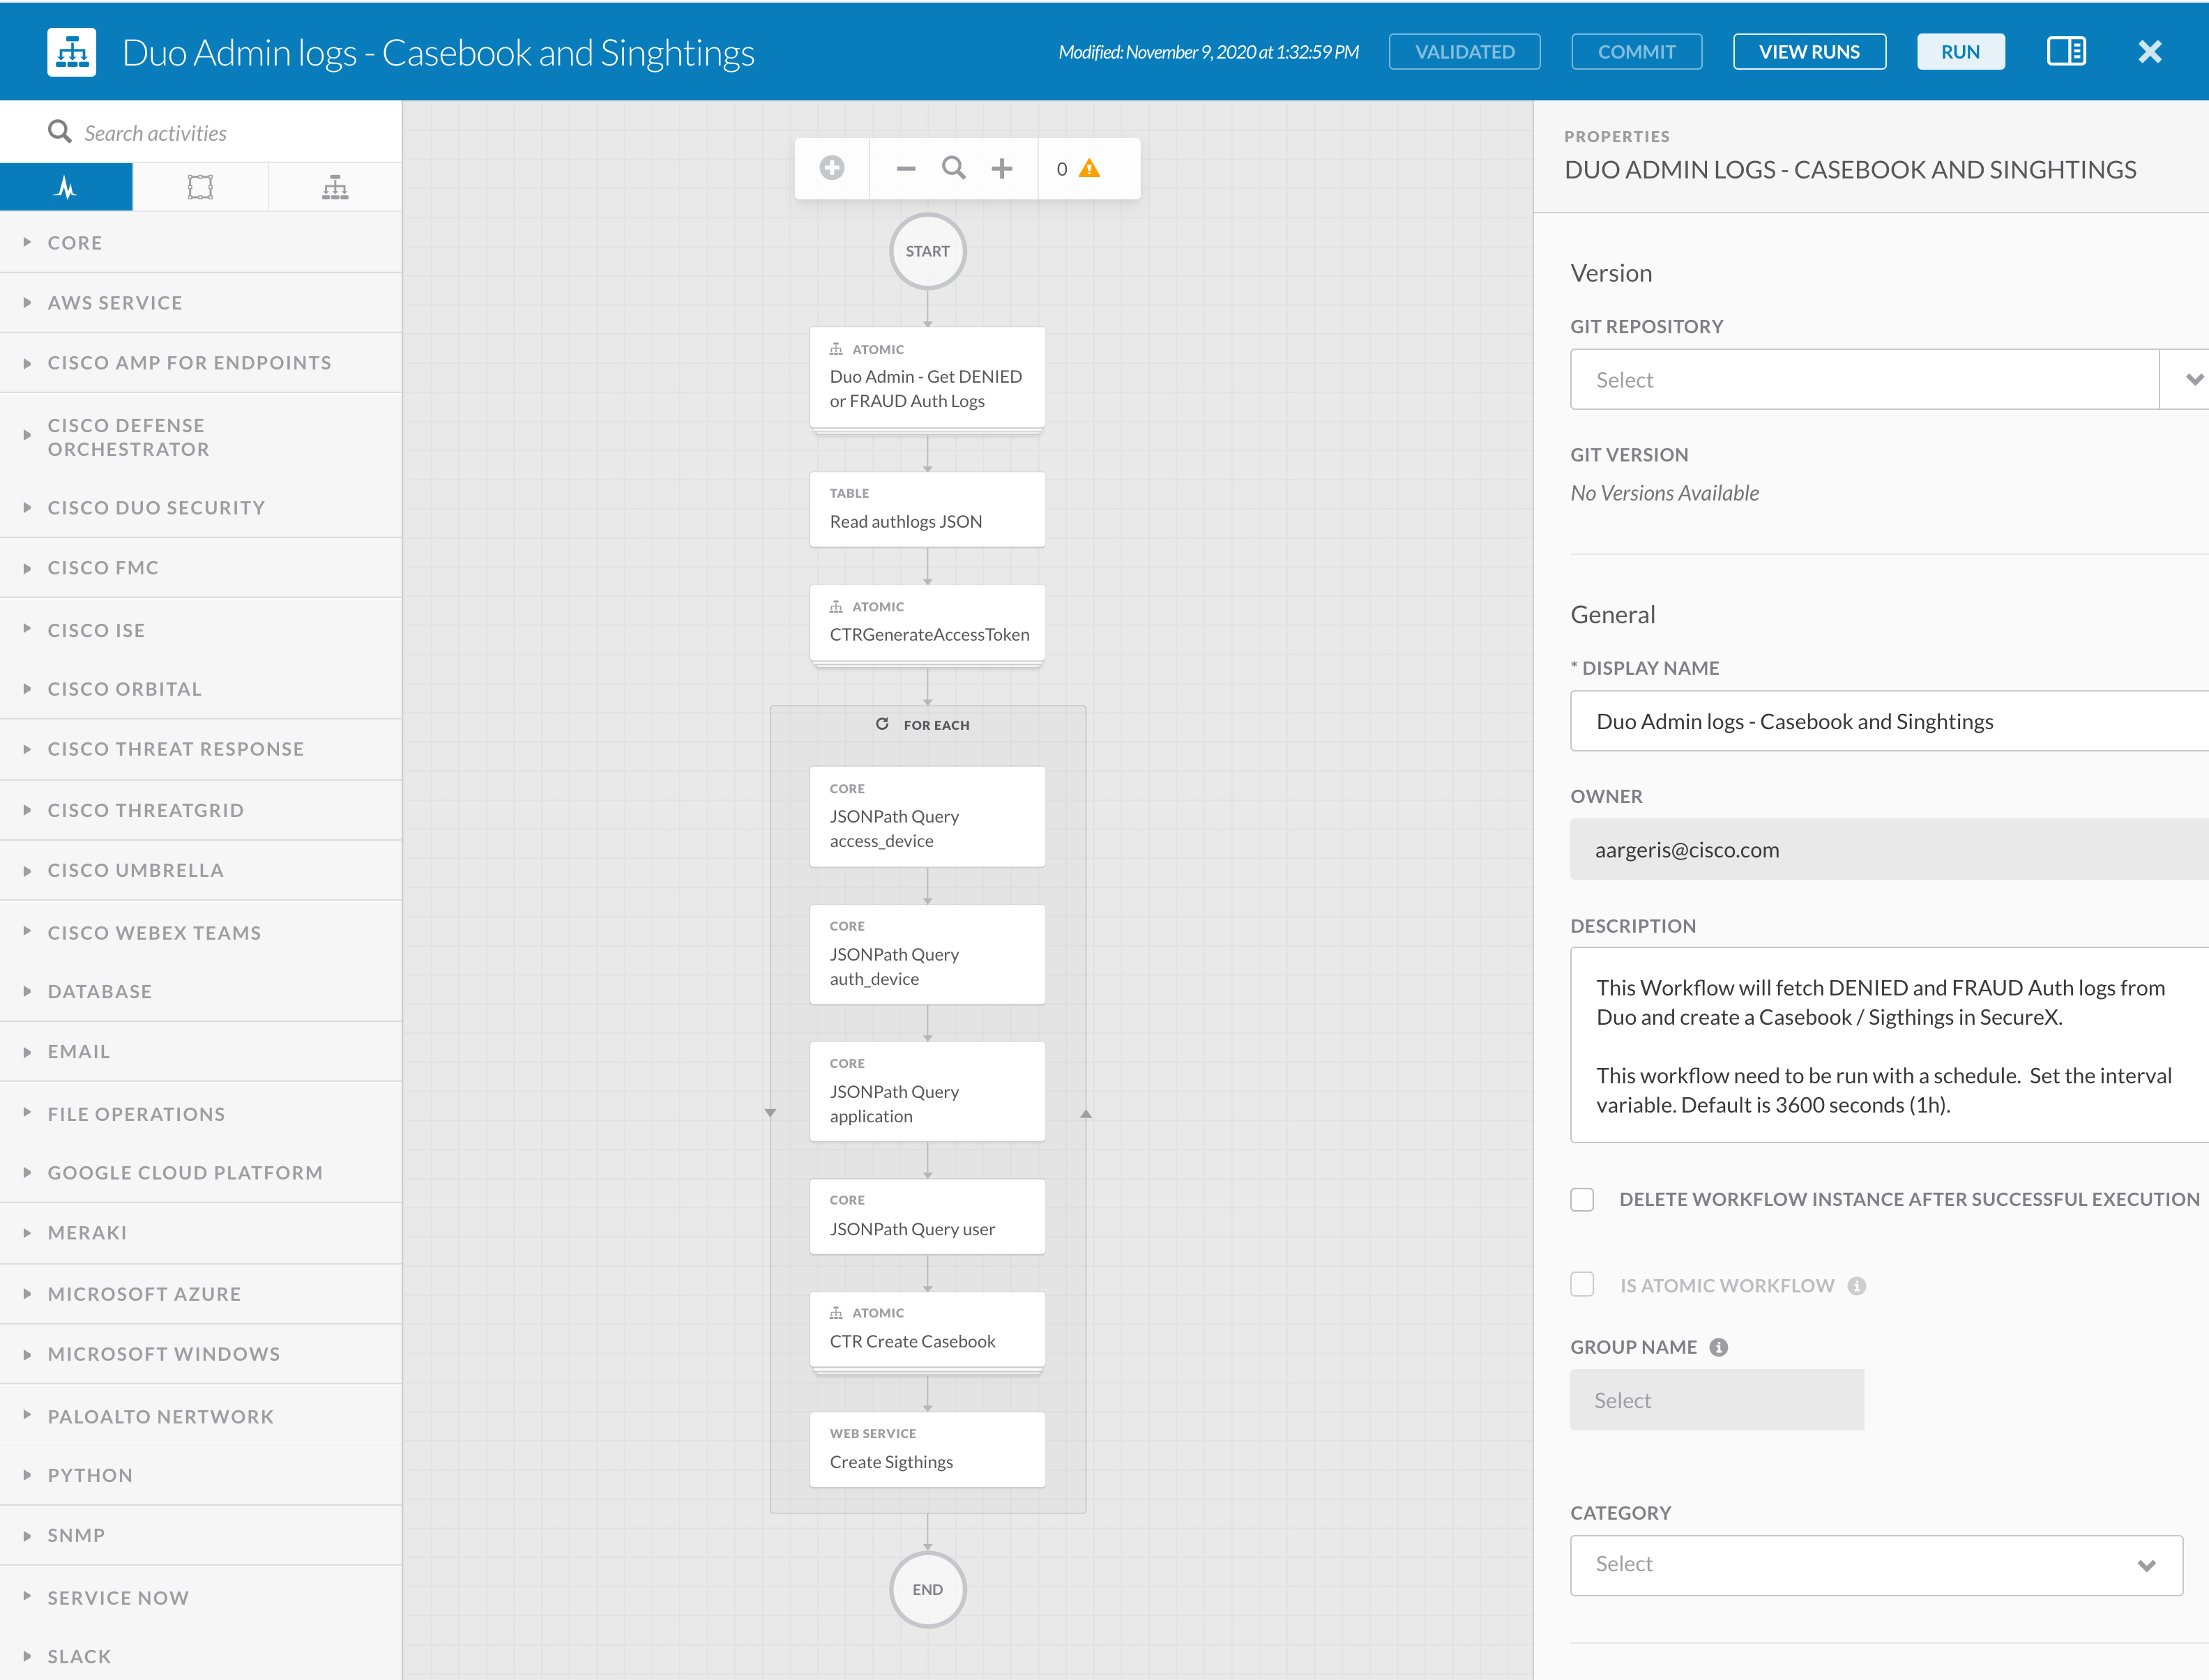 Duo Admin logs - Casebook and Singhtings
Modified: November 9, 2020 at 1:32:59 PM
VALIDATED
COMMIT
VIEW RUNS
RUN
Search activities
CORE
AWS SERVICE
CISCO AMP FOR ENDPOINTS
CISCO DEFENSE
ORCHESTRATOR
CISCO DUO SECURITY
CISCO FMC
CISCO ISE
CISCO ORBITAL
CISCO THREAT RESPONSE
CISCO THREATGRID
CISCO UMBRELLA
CISCO WEBEX TEAMS
DATABASE
EMAIL
FILE OPERATIONS
GOOGLE CLOUD PLATFORM
MERAKI
MICROSOFT AZURE
MICROSOFT WINDOWS
PALOALTO NERTWORK
PYTHON
SNMP
SERVICE NOW
SLACK
0
START
ATOMIC
Duo Admin - Get DENIED
or FRAUD Auth Logs
TABLE
Read authlogs JSON
ATOMIC
CTRGenerateAccessToken
FOR EACH
CORE
JSONPath Query
access_device
CORE
JSONPath Query
auth_device
CORE
JSONPath Query
application
CORE
JSONPath Query user
ATOMIC
CTR Create Casebook
WEB SERVICE
Create Sigthings
END
PROPERTIES
DUO ADMIN LOGS - CASEBOOK AND SINGHTINGS
Version
GIT REPOSITORY
Select
GIT VERSION
No Versions Available
General
* DISPLAY NAME
Duo Admin logs - Casebook and Singhtings
OWNER
aargeris@cisco.com
DESCRIPTION
This Workflow will fetch DENIED and FRAUD Auth logs from
Duo and create a Casebook / Sigthings in SecureX.
This workflow need to be run with a schedule. Set the interval
variable. Default is 3600 seconds (1h).
DELETE WORKFLOW INSTANCE AFTER SUCCESSFUL EXECUTION
IS ATOMIC WORKFLOW
GROUP NAME
Select
CATEGORY
Select